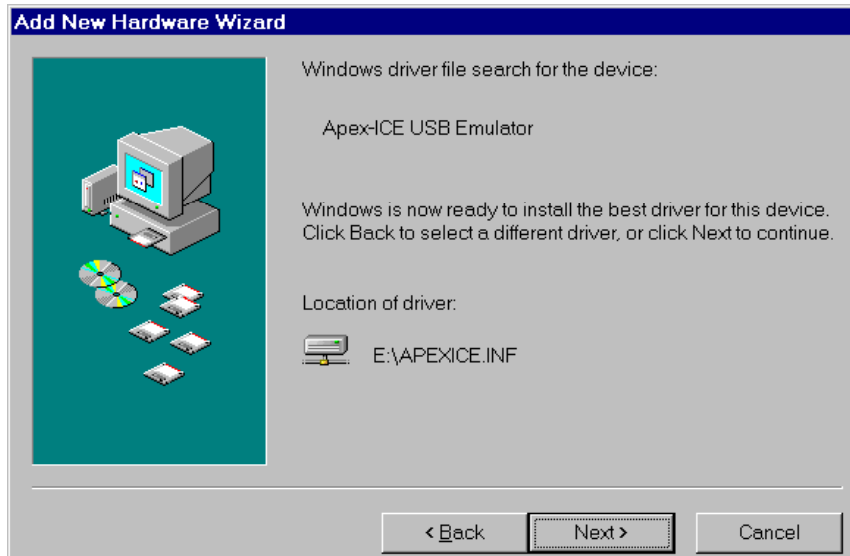 Add New Hardware Wizard
Windows driver file search for the device:
Apex-ICE USB Emulator
Windows is now ready to install the best driver for this device.
Click Back to select a different driver, or click Next to continue.
Location of driver:
E:\APEXICE.INF
< Back
Next >
Cancel